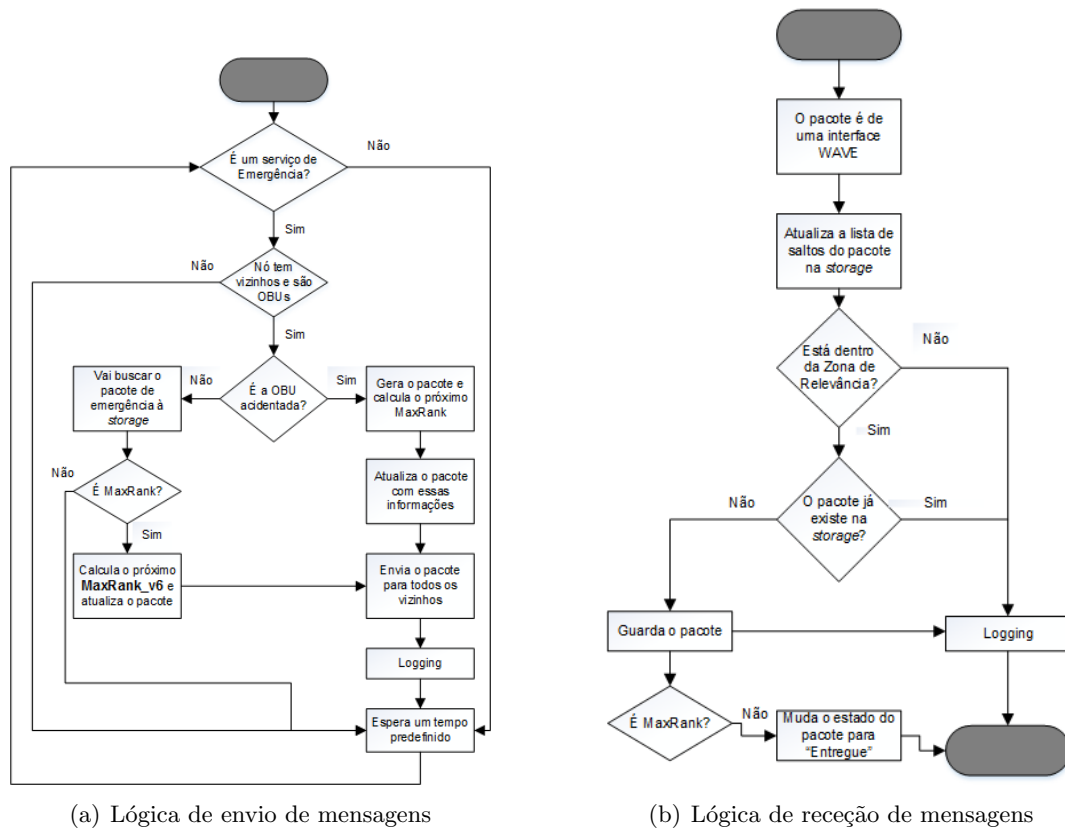 É um serviço de
Emergência?
Não
Sim
Nó tem
vizinhos e são
OBUs
Não
Sim
É a OBU
acidentada?
Não
Sim
Vai buscar o
pacote de
emergência à
storage
Gera o pacote e
calcula o próximo
MaxRank
Não
É MaxRank?
Sim
Atualiza o pacote
com essas
informações
Calcula o próximo
MaxRank_v6 e
atualiza o pacote
Envia o pacote
para todos os
vizinhos
Logging
Espera um tempo
predefinido
(a) Lógica de envio de mensagens
O pacote é de
uma interface
WAVE
Atualiza a lista de
saltos do pacote
na storage
Está dentro
da Zona de
Relevância?
Não
Sim
O pacote já
existe na
storage?
Não
Sim
Guarda o pacote
Logging
É MaxRank?
Não
Muda o estado do
pacote para
“Entregue”
(b) Lógica de receção de mensagens